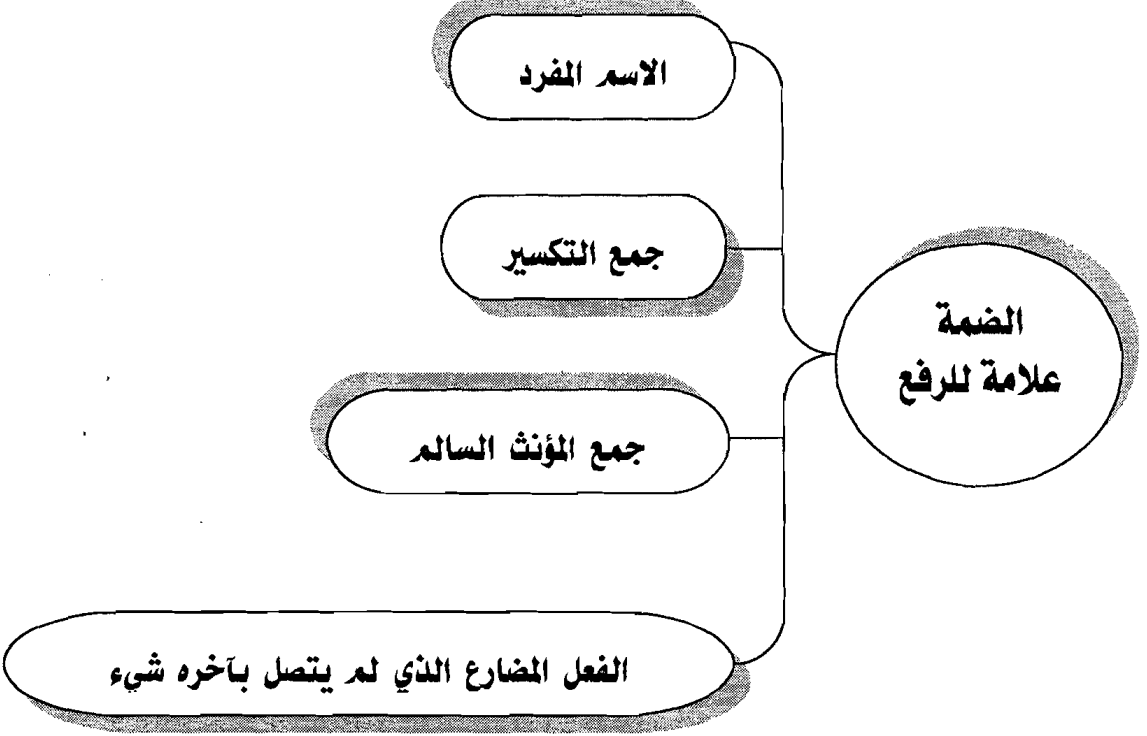 الضمة
علامة للرفع
الاسم المفرد
جمع التكسير
جمع المؤنث السالم
الفعل المضارع الذي لم يتصل بآخره شيء